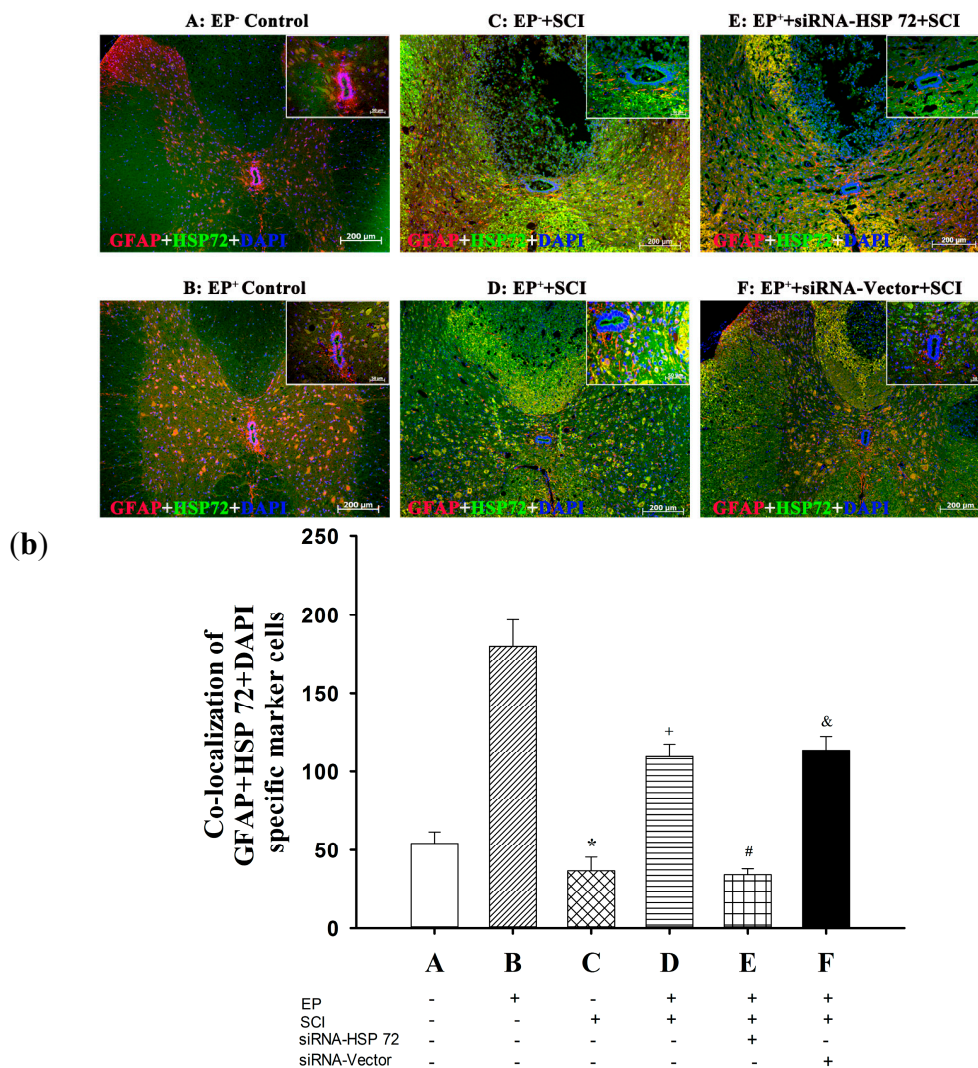 A: EP- Control
C: EP-+SCI
E: EP++siRNA-HSP 72+SCI
GFAP+HSP72+DAPI
200 µm
GFAP+HSP72+DAPI
200 µm
GFAP+HSP72+DAPI
200 µm
B: EP+ Control
D: EP++SCI
F: EP++siRNA-Vector+SCI
GFAP+HSP72+DAPI
200 µm
GFAP+HSP72+DAPI
200 µm
GFAP+HSP72+DAPI
200 µm
(b)
Co-localization of
GFAP+HSP 72+DAPI
specific marker cells
250
200
150
100
50
0
* + # &
A B C D E F
EP - + - + + +
SCI - - + + + +
siRNA-HSP 72 - - - - + -
siRNA-Vector - - - - - +